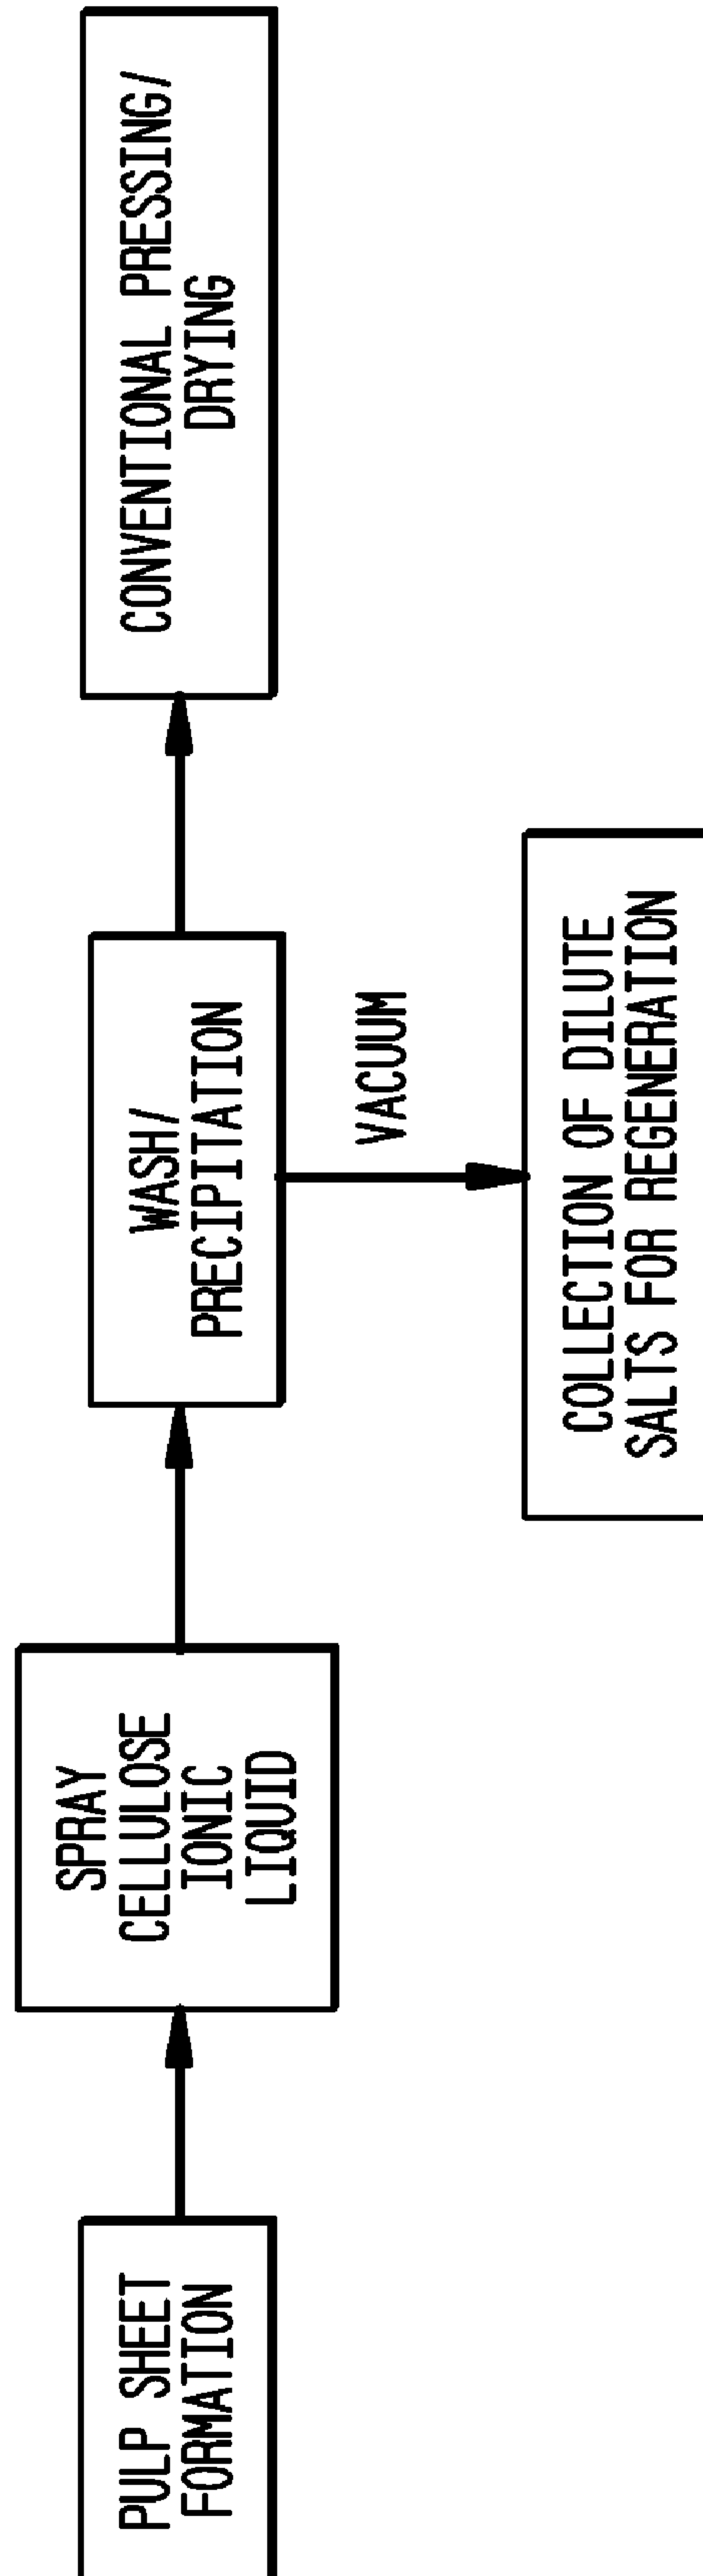 PULP SHEET
FORMATION
SPRAY
CELLULOSE
IONIC
LIQUID
WASH/
PRECIPITATION
VACUUM
COLLECTION OF DILUTE
SALTS FOR REGENERATION
CONVENTIONAL PRESSING/
DRYING